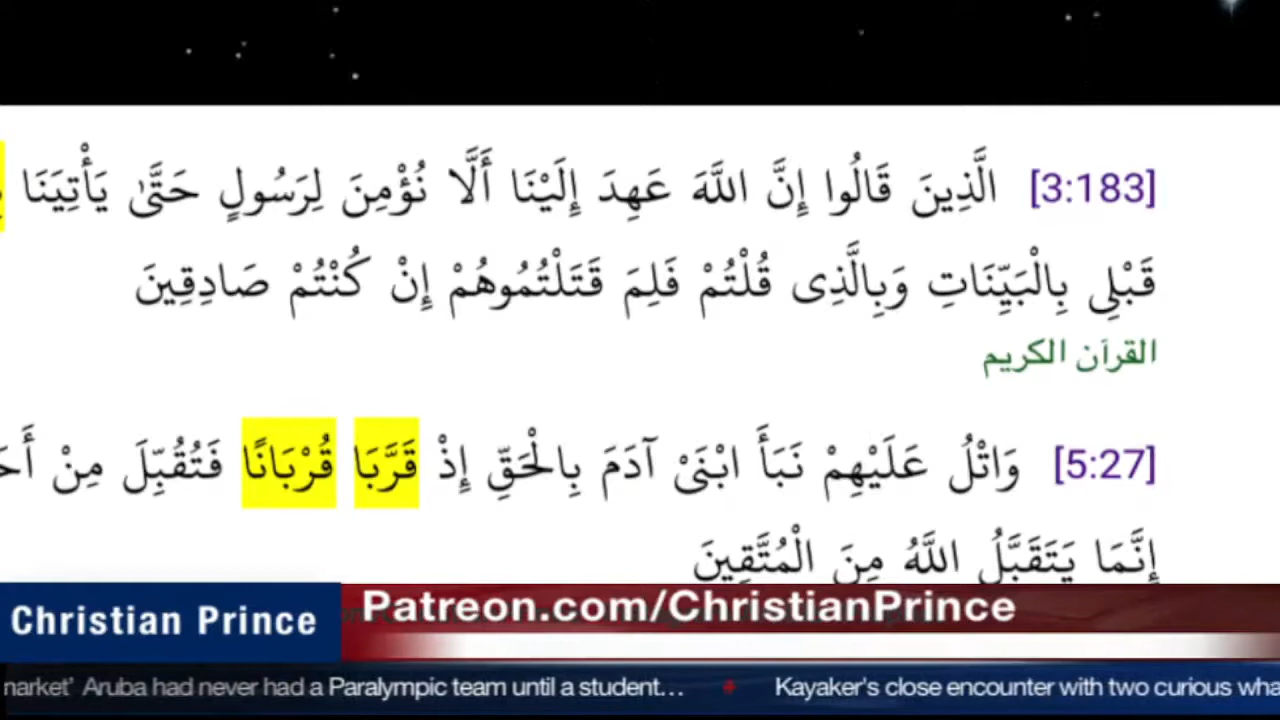 [3:183] الَّذِينَ قَالُوا إِنَّ اللَّهَ عَهِدَ إِلَيْنَا أَلَّا نُؤْمِنَ لِرَسُولٍ حَتَّىٰ يَأْتِيَنَا
قَبْلِى بِالْبَيِّنَاتِ وَبِالَّذِى قُلْتُمْ فَلِمَ قَتَلْتُمُوهُمْ إِنْ كُنْتُمْ صَادِقِينَ
القرآن الكريم
[5:27] وَاتْلُ عَلَيْهِمْ نَبَأَ ابْنَىْ آدَمَ بِالْحَقِّ إِذْ قَرَّبَا قُرْبَانًا فَتُقُبِّلَ مِنْ
إِنَّمَا يَتَقَبَّلُ اللَّهُ مِنَ الْمُتَّقِينَ
Christian Prince
Patreon.com/ChristianPrince
market' Aruba had never had a Paralympic team until a student... Kayaker's close encounter with two curious